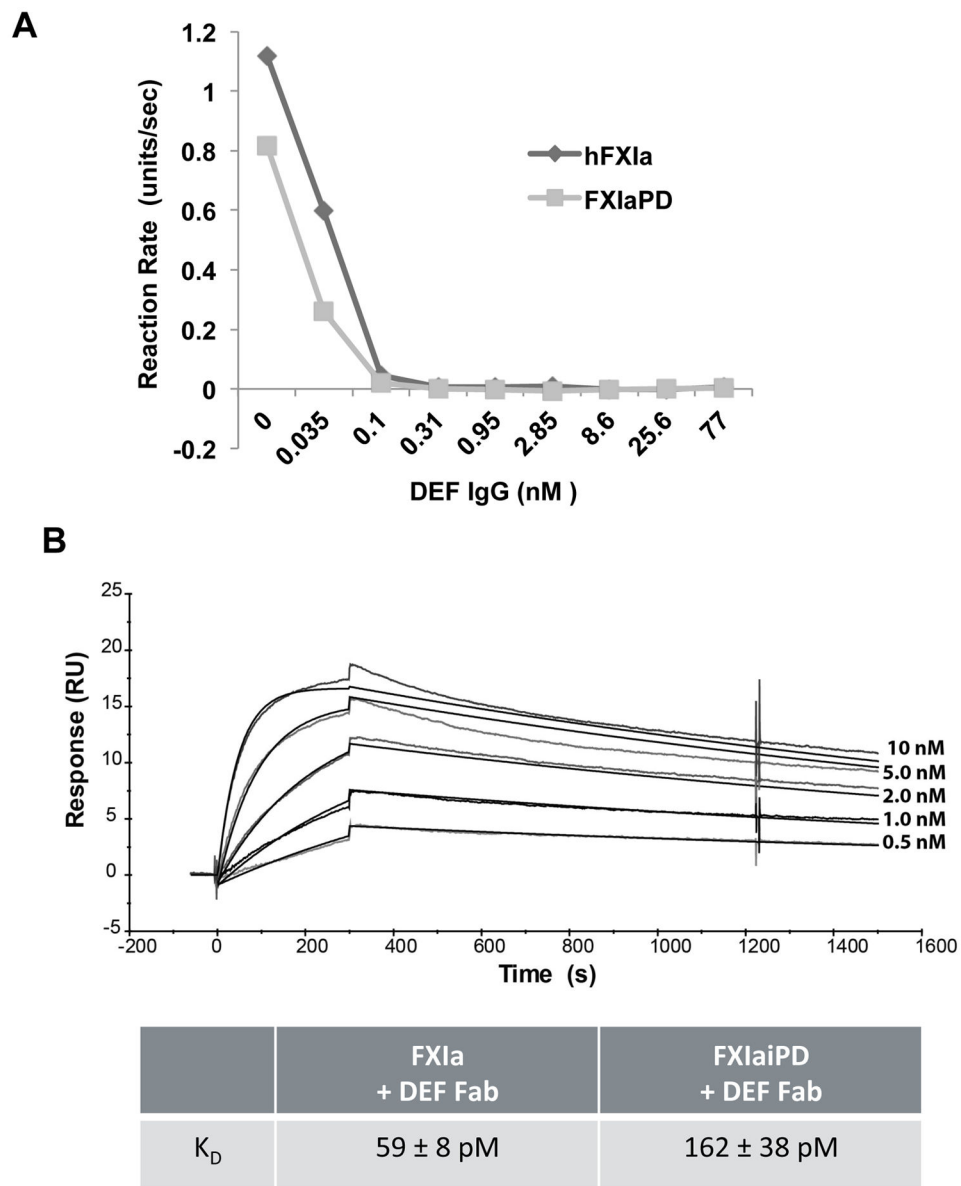 A
1.2
1
0.8
0.6
0.4
0.2
0
-0.2
Reaction Rate (units/sec)
hFXIa
FXIaPD
0 0.035 0.1 0.31 0.95 2.85 8.6 25.6 77
DEF IgG (nM )
B
25
20
15
10
5
0
-5
Response (RU)
10 nM
5.0 nM
2.0 nM
1.0 nM
0.5 nM
-200 0 200 400 600 800 1000 1200 1400 1600
Time (s)
FXIa
+ DEF Fab
FXIaiPD
+ DEF Fab
KD 59 ± 8 pM 162 ± 38 pM